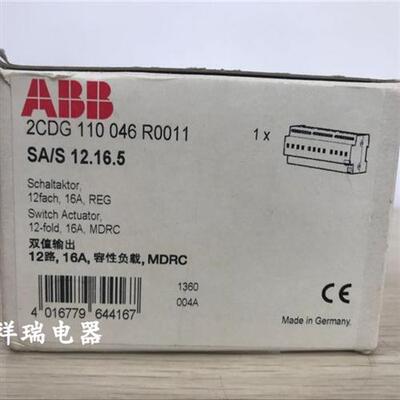 ABB
2CDG 110 046 R0011
1 x
SA/S 12.16.5
Schaltaktor,
12fach, 16A, REG
Switch Actuator,
12-fold, 16A, MDRC
双值输出
12路, 16A, 容性负载, MDRC
1360
004A
CE
4 016779 644167
Made in Germany
祥瑞电器